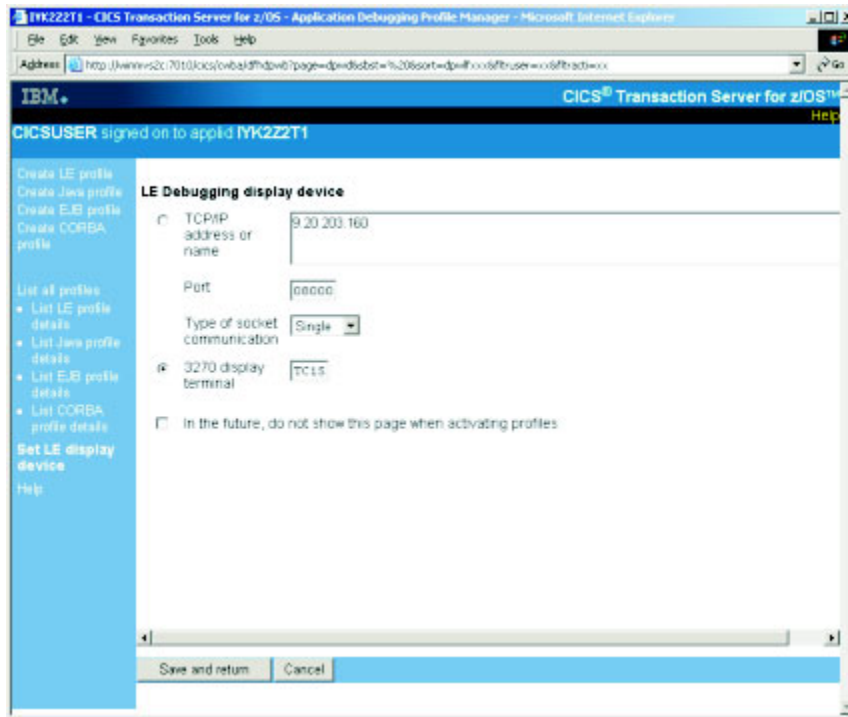 IYK2Z2T1 - CICS Transaction Server for z/OS - Application Debugging Profile Manager - Microsoft Internet Explorer
File Edit View Favorites Tools Help
Address Go
IBM.
CICS® Transaction Server for z/OS™
Help
CICSUSER signed on to applid IYK2Z2T1
Create LE profile
Create Java profile
Create EJB profile
Create CORBA
profile
List all profiles
• List LE profile
details
• List Java profile
details
• List EJB profile
details
• List CORBA
profile details
Set LE display
device
Help
LE Debugging display device
TCP/IP
address or
name
9.20.203.160
Port
00000
Type of socket
communication
Single
3270 display
terminal
TC15
In the future, do not show this page when activating profiles
Save and return
Cancel